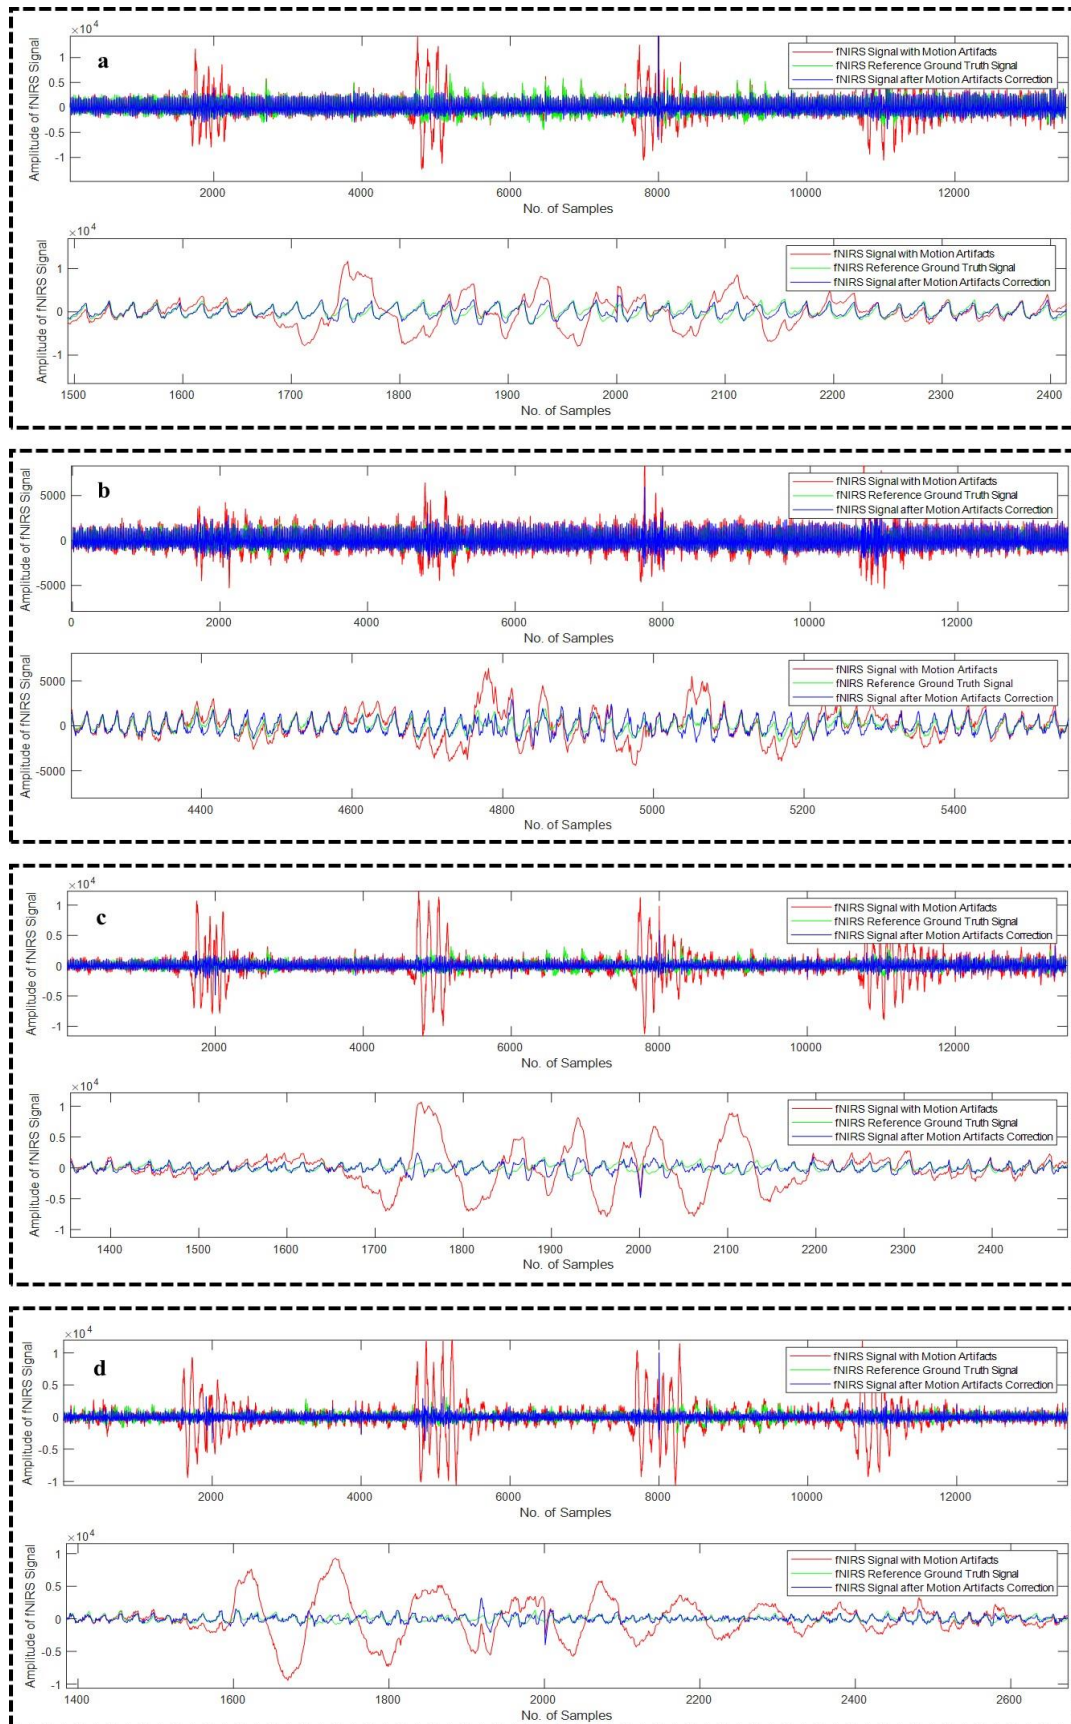 ×10⁴
a
fNIRS Signal with Motion Artifacts
fNIRS Reference Ground Truth Signal
fNIRS Signal after Motion Artifacts Correction
Amplitude of fNIRS Signal
1
0.5
0
-0.5
-1
2000 4000 6000 8000 10000 12000
No. of Samples
×10⁴
fNIRS Signal with Motion Artifacts
fNIRS Reference Ground Truth Signal
fNIRS Signal after Motion Artifacts Correction
Amplitude of fNIRS Signal
1
0
-1
1500 1600 1700 1800 1900 2000 2100 2200 2300 2400
No. of Samples
b
fNIRS Signal with Motion Artifacts
fNIRS Reference Ground Truth Signal
fNIRS Signal after Motion Artifacts Correction
Amplitude of fNIRS Signal
5000
0
-5000
0 2000 4000 6000 8000 10000 12000
No. of Samples
fNIRS Signal with Motion Artifacts
fNIRS Reference Ground Truth Signal
fNIRS Signal after Motion Artifacts Correction
Amplitude of fNIRS Signal
5000
0
-5000
4400 4600 4800 5000 5200 5400
No. of Samples
×10⁴
c
fNIRS Signal with Motion Artifacts
fNIRS Reference Ground Truth Signal
fNIRS Signal after Motion Artifacts Correction
Amplitude of fNIRS Signal
1
0.5
0
-0.5
-1
2000 4000 6000 8000 10000 12000
No. of Samples
×10⁴
fNIRS Signal with Motion Artifacts
fNIRS Reference Ground Truth Signal
fNIRS Signal after Motion Artifacts Correction
Amplitude of fNIRS Signal
1
0.5
0
-0.5
-1
1400 1500 1600 1700 1800 1900 2000 2100 2200 2300 2400
No. of Samples
×10⁴
d
fNIRS Signal with Motion Artifacts
fNIRS Reference Ground Truth Signal
fNIRS Signal after Motion Artifacts Correction
Amplitude of fNIRS Signal
1
0.5
0
-0.5
-1
2000 4000 6000 8000 10000 12000
No. of Samples
×10⁴
fNIRS Signal with Motion Artifacts
fNIRS Reference Ground Truth Signal
fNIRS Signal after Motion Artifacts Correction
Amplitude of fNIRS Signal
1
0.5
0
-0.5
-1
1400 1600 1800 2000 2200 2400 2600
No. of Samples